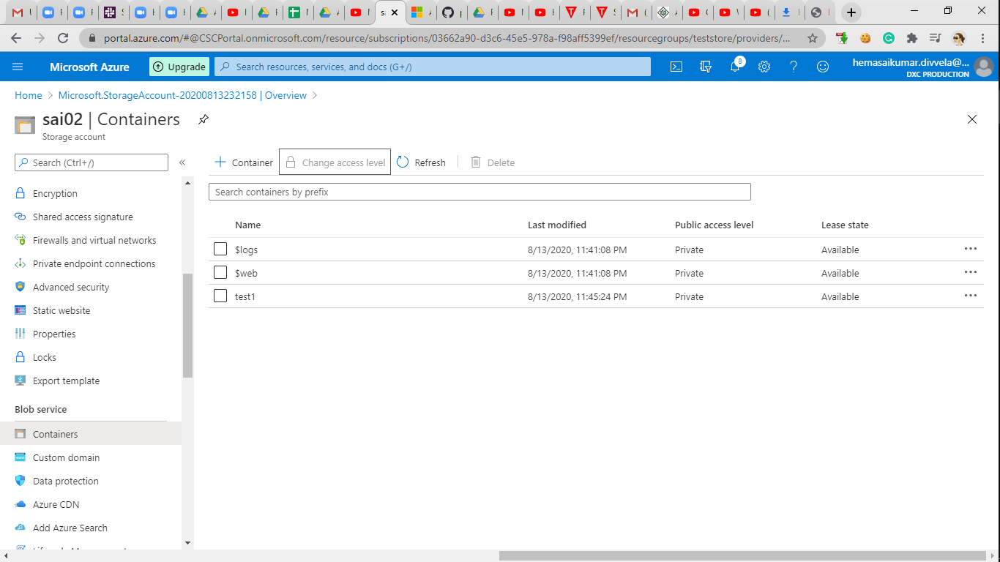 portal.azure.com/#@CSCPortal.onmicrosoft.com/resource/subscriptions/03662a90-d3c6-45e5-978a-f98aff5399ef/resourcegroups/teststore/providers/...
Microsoft Azure
Upgrade
Search resources, services, and docs (G+/)
8
hemasaikumar.divvela@...
DXC PRODUCTION
Home > Microsoft.StorageAccount-20200813232158 | Overview >
sai02 | Containers
Storage account
Search (Ctrl+/)
«
Encryption
Shared access signature
Firewalls and virtual networks
Private endpoint connections
Advanced security
Static website
Properties
Locks
Export template
Blob service
Containers
Custom domain
Data protection
Azure CDN
Add Azure Search
+ Container
Change access level
Refresh
Delete
Search containers by prefix
Name Last modified Public access level Lease state
$logs 8/13/2020, 11:41:08 PM Private Available
$web 8/13/2020, 11:41:08 PM Private Available
test1 8/13/2020, 11:45:24 PM Private Available